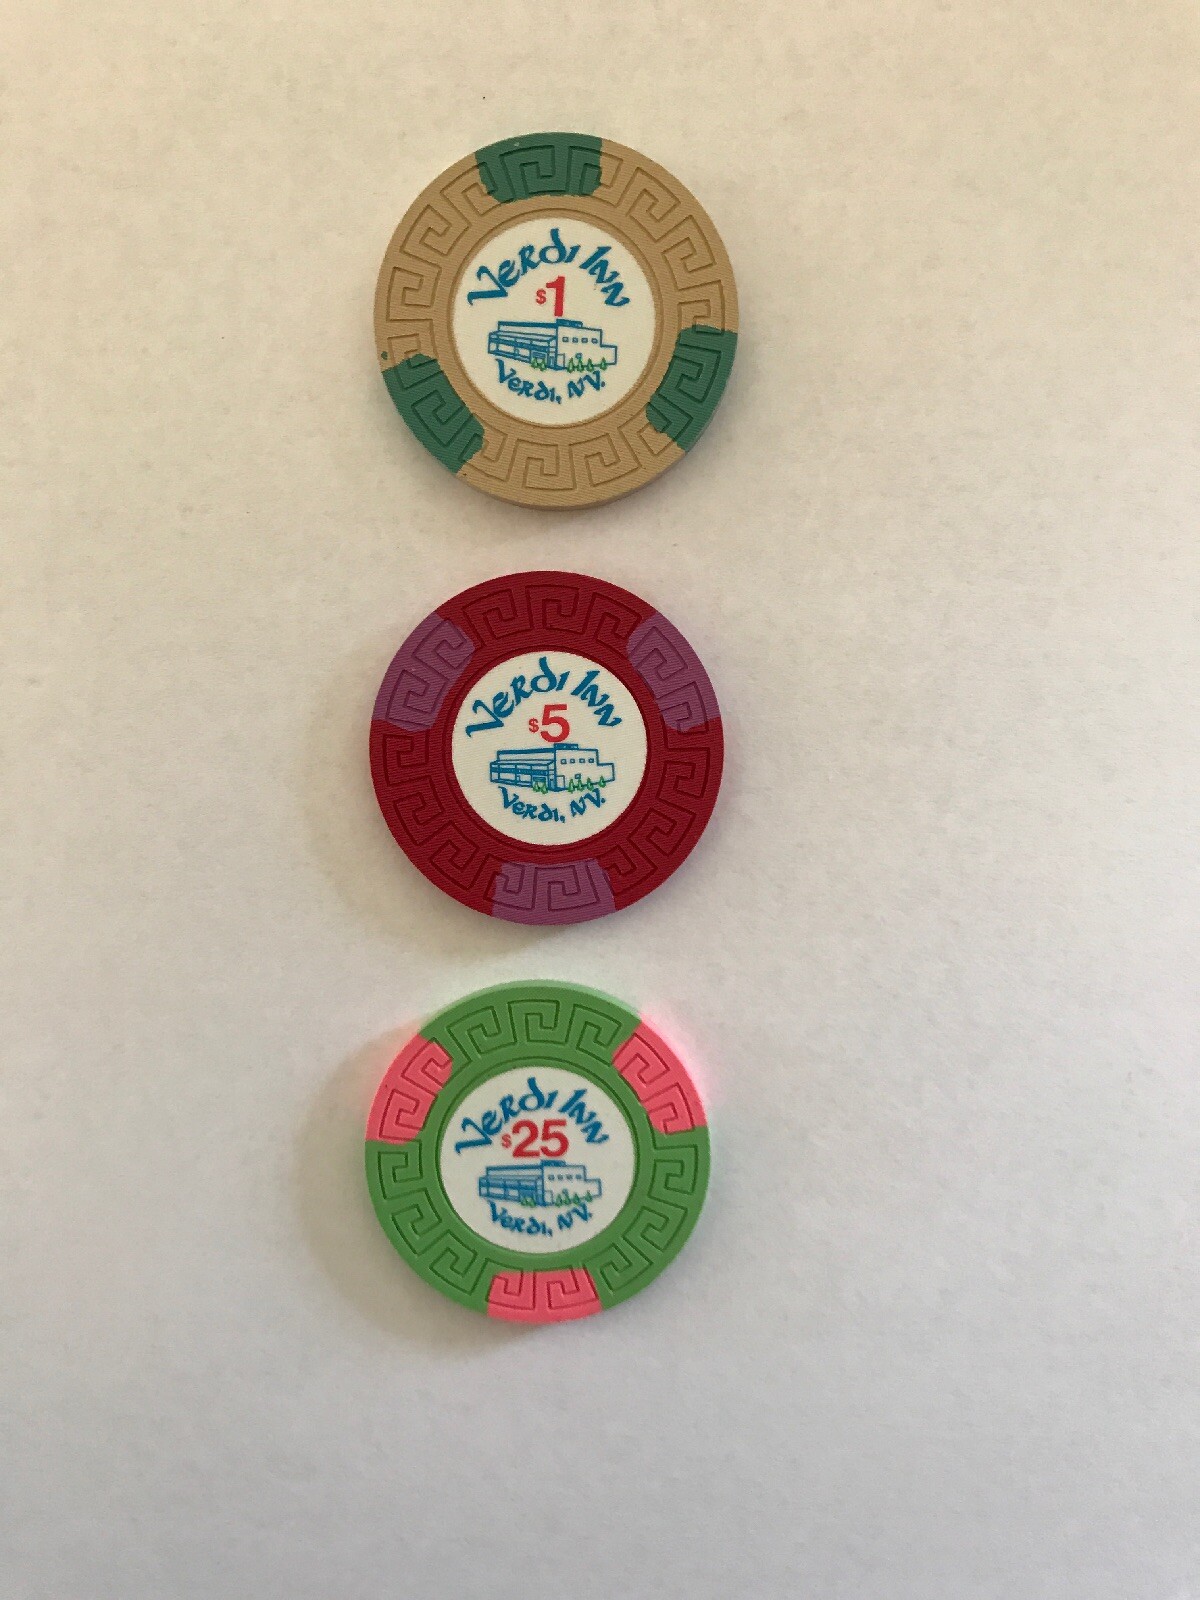 Verdi Inn
$1
Verdi, NV.
Verdi Inn
$5
Verdi, NV.
Verdi Inn
$25
Verdi, NV.